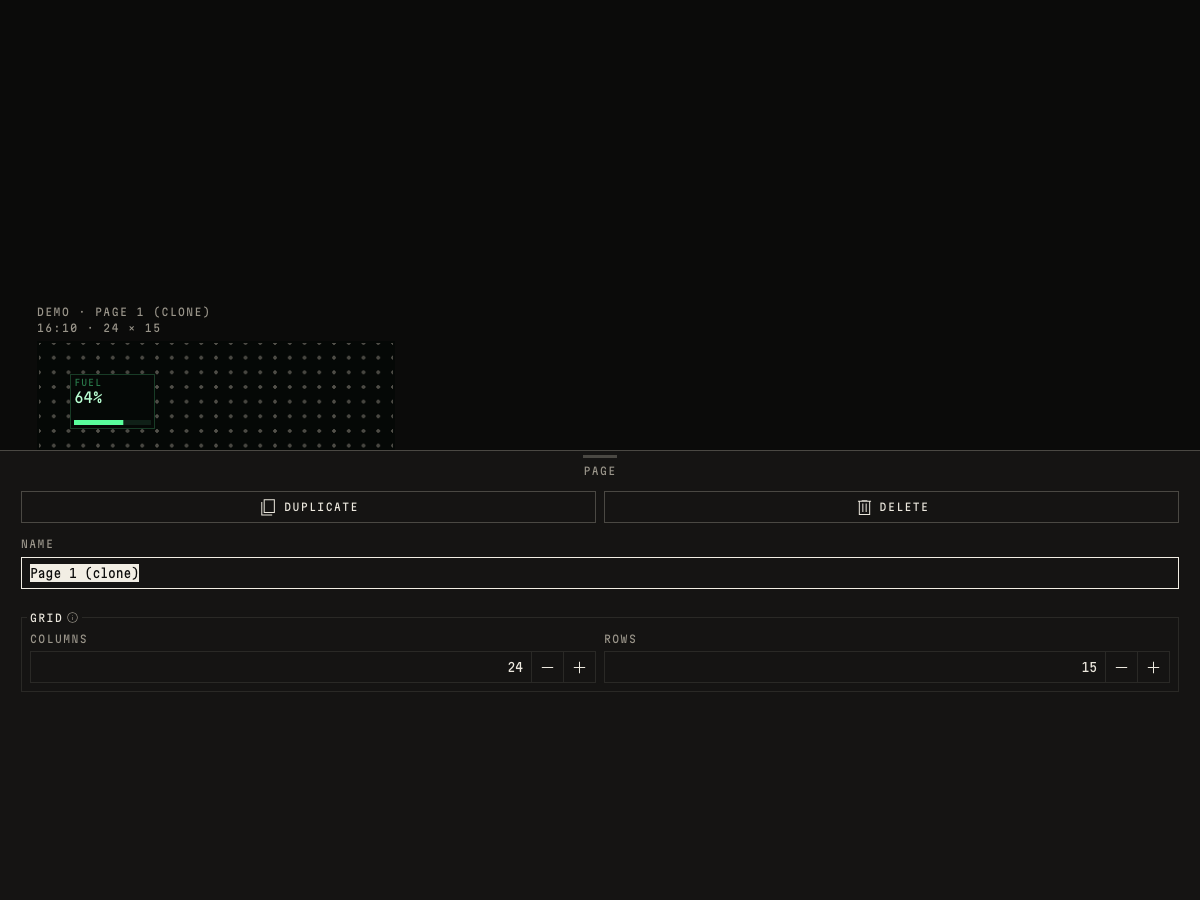 DEMO · PAGE 1 (CLONE)
16:10 · 24 × 15
FUEL
64%
PAGE
DUPLICATE
DELETE
NAME
Page 1 (clone)
GRID
COLUMNS
ROWS
24
15